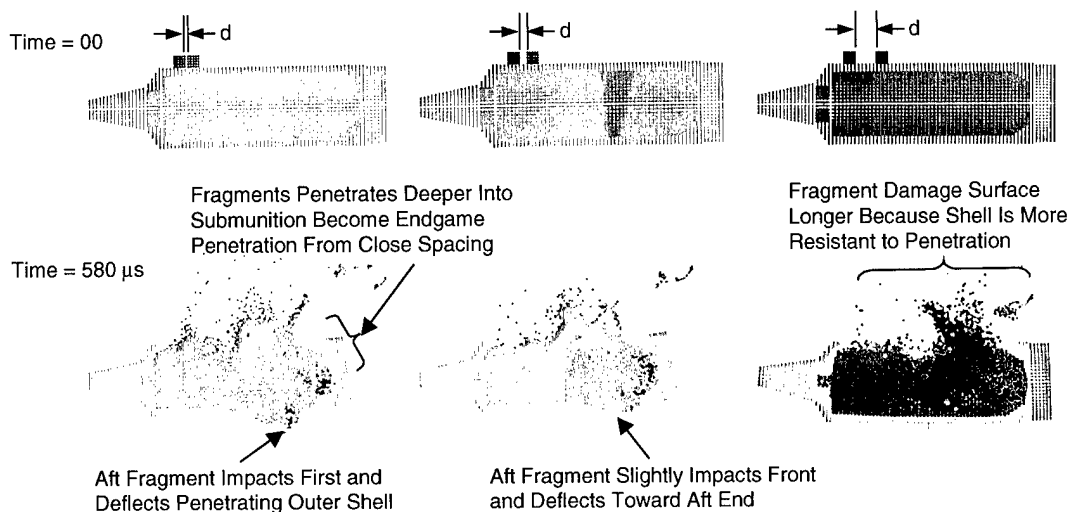 d
d
d
Time = 00
Fragments Penetrates Deeper Into
Submunition Become Endgame
Penetration From Close Spacing
Fragment Damage Surface
Longer Because Shell Is More
Resistant to Penetration
Time = 580 μs
Aft Fragment Impacts First and
Deflects Penetrating Outer Shell
Aft Fragment Slightly Impacts Front
and Deflects Toward Aft End